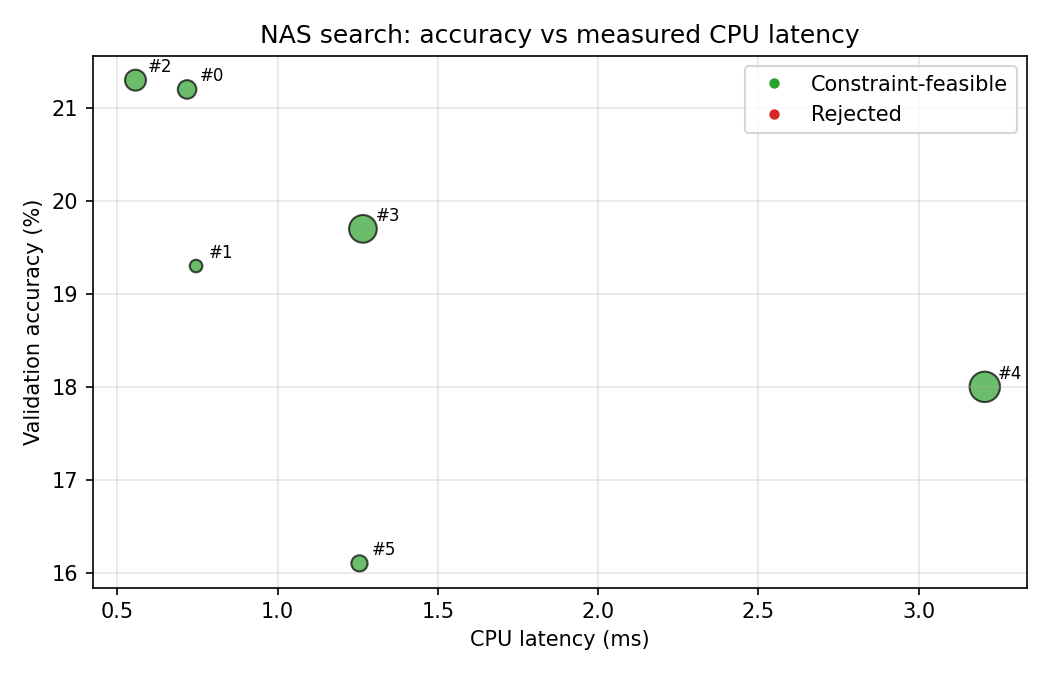 NAS search: accuracy vs measured CPU latency
Constraint-feasible
Rejected
#2
#0
#3
#1
#4
#5
Validation accuracy (%)
21
20
19
18
17
16
0.5 1.0 1.5 2.0 2.5 3.0
CPU latency (ms)